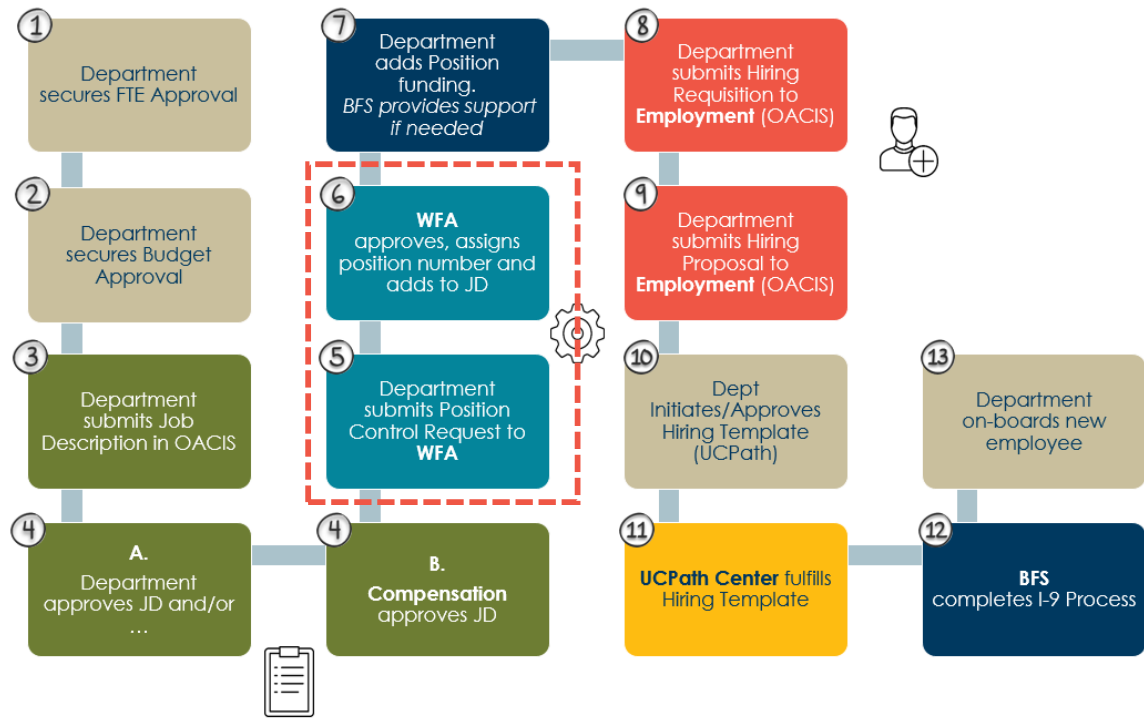 1
Department
secures FTE Approval
2
Department
secures Budget
Approval
3
Department
submits Job
Description in OACIS
4
A.
Department
approves JD and/or
...
4
B.
Compensation
approves JD
5
Department
submits Position
Control Request to
WFA
6
WFA
approves, assigns
position number and
adds to JD
7
Department
adds Position
funding.
BFS provides support
if needed
8
Department
submits Hiring
Requisition to
Employment (OACIS)
9
Department
submits Hiring
Proposal to
Employment (OACIS)
10
Dept
Initiates/Approves
Hiring Template
(UCPath)
11
UCPath Center fulfills
Hiring Template
12
BFS
completes I-9 Process
13
Department
on-boards new
employee